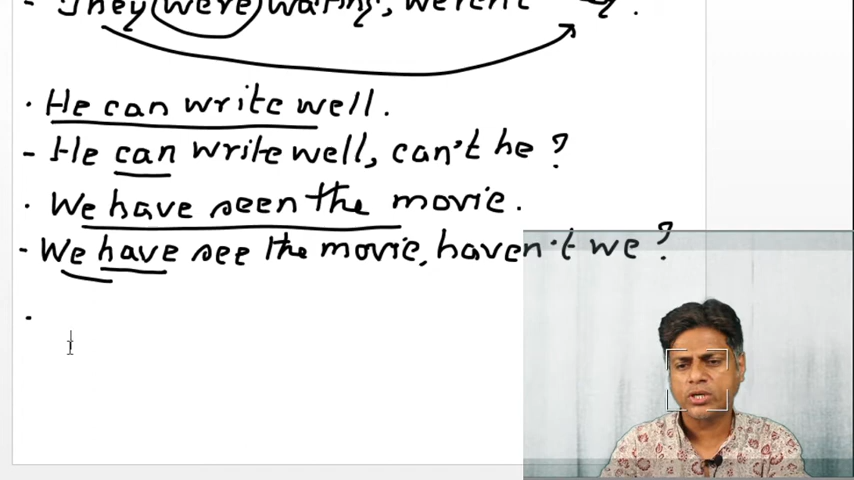 - They were waiting, weren't
· He can write well.
- He can write well, can't he ?
· We have seen the movie.
- We have see the movie, haven't we ?
·